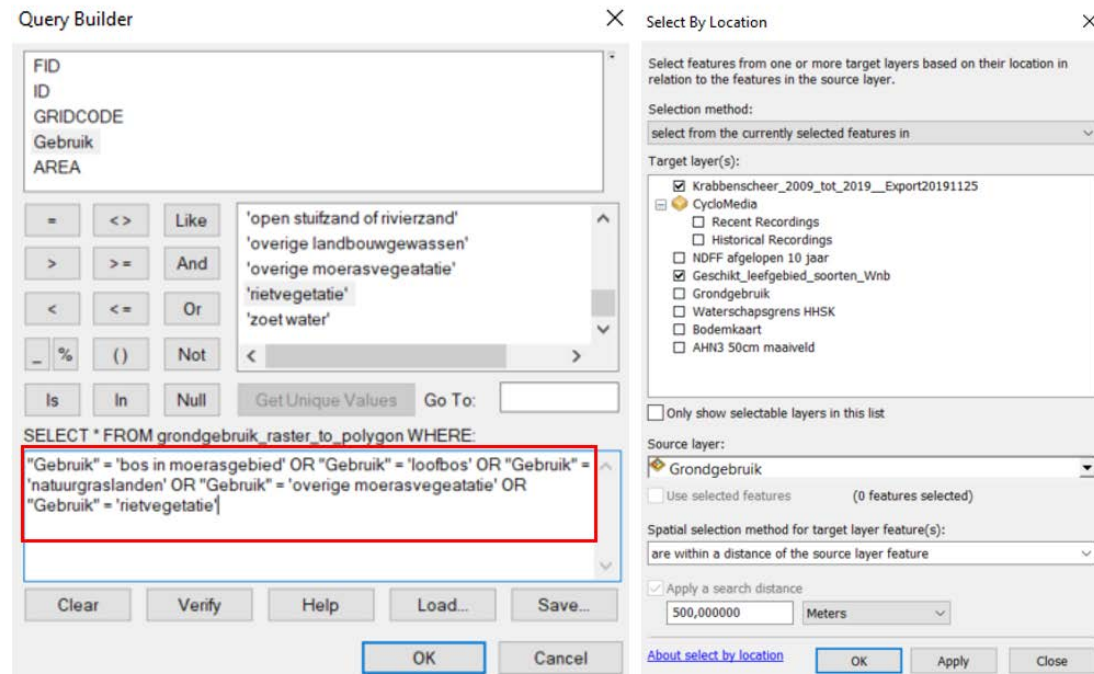 Query Builder
FID
ID
GRIDCODE
Gebruik
AREA
= <> Like
> >= And
< <= Or
_ % () Not
Is In Null
'open stuifzand of rivierzand'
'overige landbouwgewassen'
'overige moerasvegeatatie'
'rietvegetatie'
'zoet water'
Get Unique Values Go To:
SELECT * FROM grondgebruik_raster_to_polygon WHERE:
"Gebruik" = 'bos in moerasgebied' OR "Gebruik" = 'loofbos' OR "Gebruik" =
'natuurgraslanden' OR "Gebruik" = 'overige moerasvegeatatie' OR
"Gebruik" = 'rietvegetatie'
Clear Verify Help Load... Save...
OK Cancel
Select By Location
Select features from one or more target layers based on their location in
relation to the features in the source layer.
Selection method:
select from the currently selected features in
Target layer(s):
Krabbenscheer_2009_tot_2019__Export20191125
CycloMedia
Recent Recordings
Historical Recordings
NDFF afgelopen 10 jaar
Geschikt_leefgebied_soorten_Wnb
Grondgebruik
Waterschapsgrens HHSK
Bodemkaart
AHN3 50cm maaiveld
Only show selectable layers in this list
Source layer:
Grondgebruik
Use selected features (0 features selected)
Spatial selection method for target layer feature(s):
are within a distance of the source layer feature
Apply a search distance
500,000000 Meters
About select by location OK Apply Close